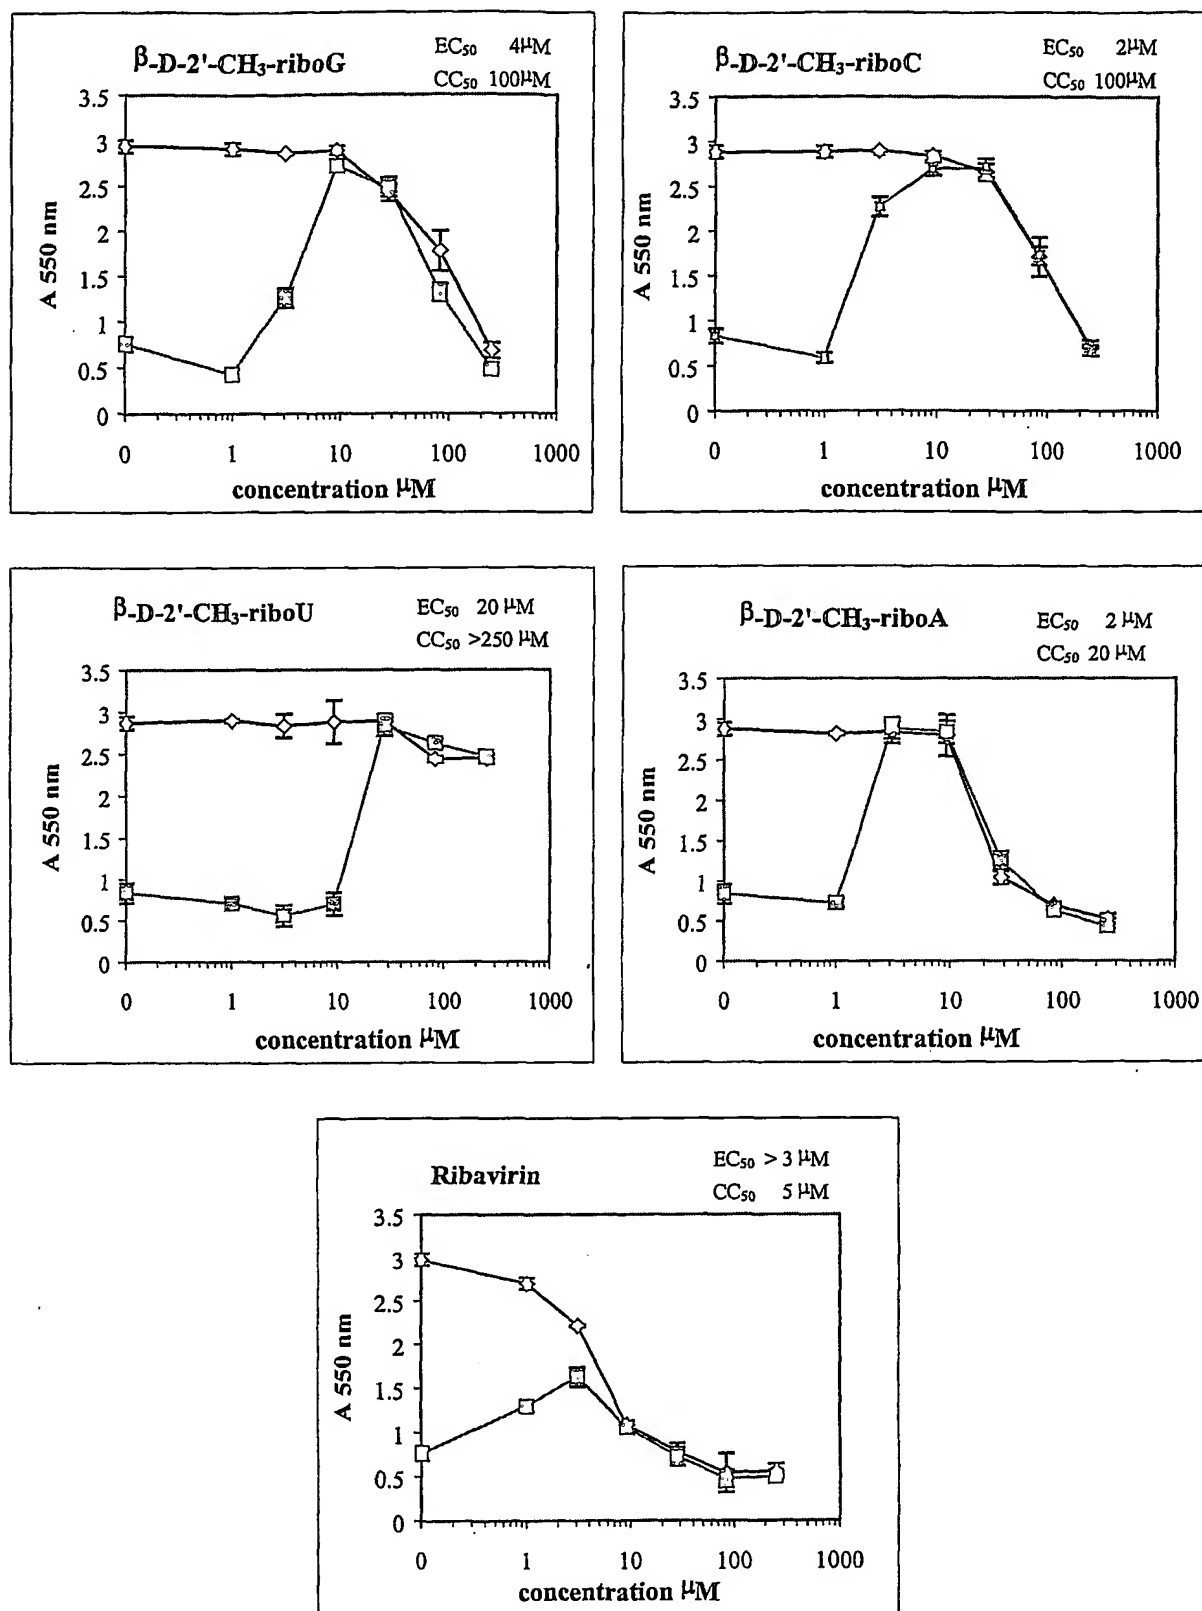 β-D-2'-CH₃-riboG
EC₅₀ 4µM
CC₅₀ 100µM
3.5
3
2.5
2
1.5
1
0.5
0
A 550 nm
0 1 10 100 1000
concentration µM
β-D-2'-CH₃-riboC
EC₅₀ 2µM
CC₅₀ 100µM
3.5
3
2.5
2
1.5
1
0.5
0
A 550 nm
0 1 10 100 1000
concentration µM
β-D-2'-CH₃-riboU
EC₅₀ 20 µM
CC₅₀ >250 µM
3.5
3
2.5
2
1.5
1
0.5
0
A 550 nm
0 1 10 100 1000
concentration µM
β-D-2'-CH₃-riboA
EC₅₀ 2 µM
CC₅₀ 20 µM
3.5
3
2.5
2
1.5
1
0.5
0
A 550 nm
0 1 10 100 1000
concentration µM
Ribavirin
EC₅₀ > 3 µM
CC₅₀ 5 µM
3.5
3
2.5
2
1.5
1
0.5
0
A 550 nm
0 1 10 100 1000
concentration µM